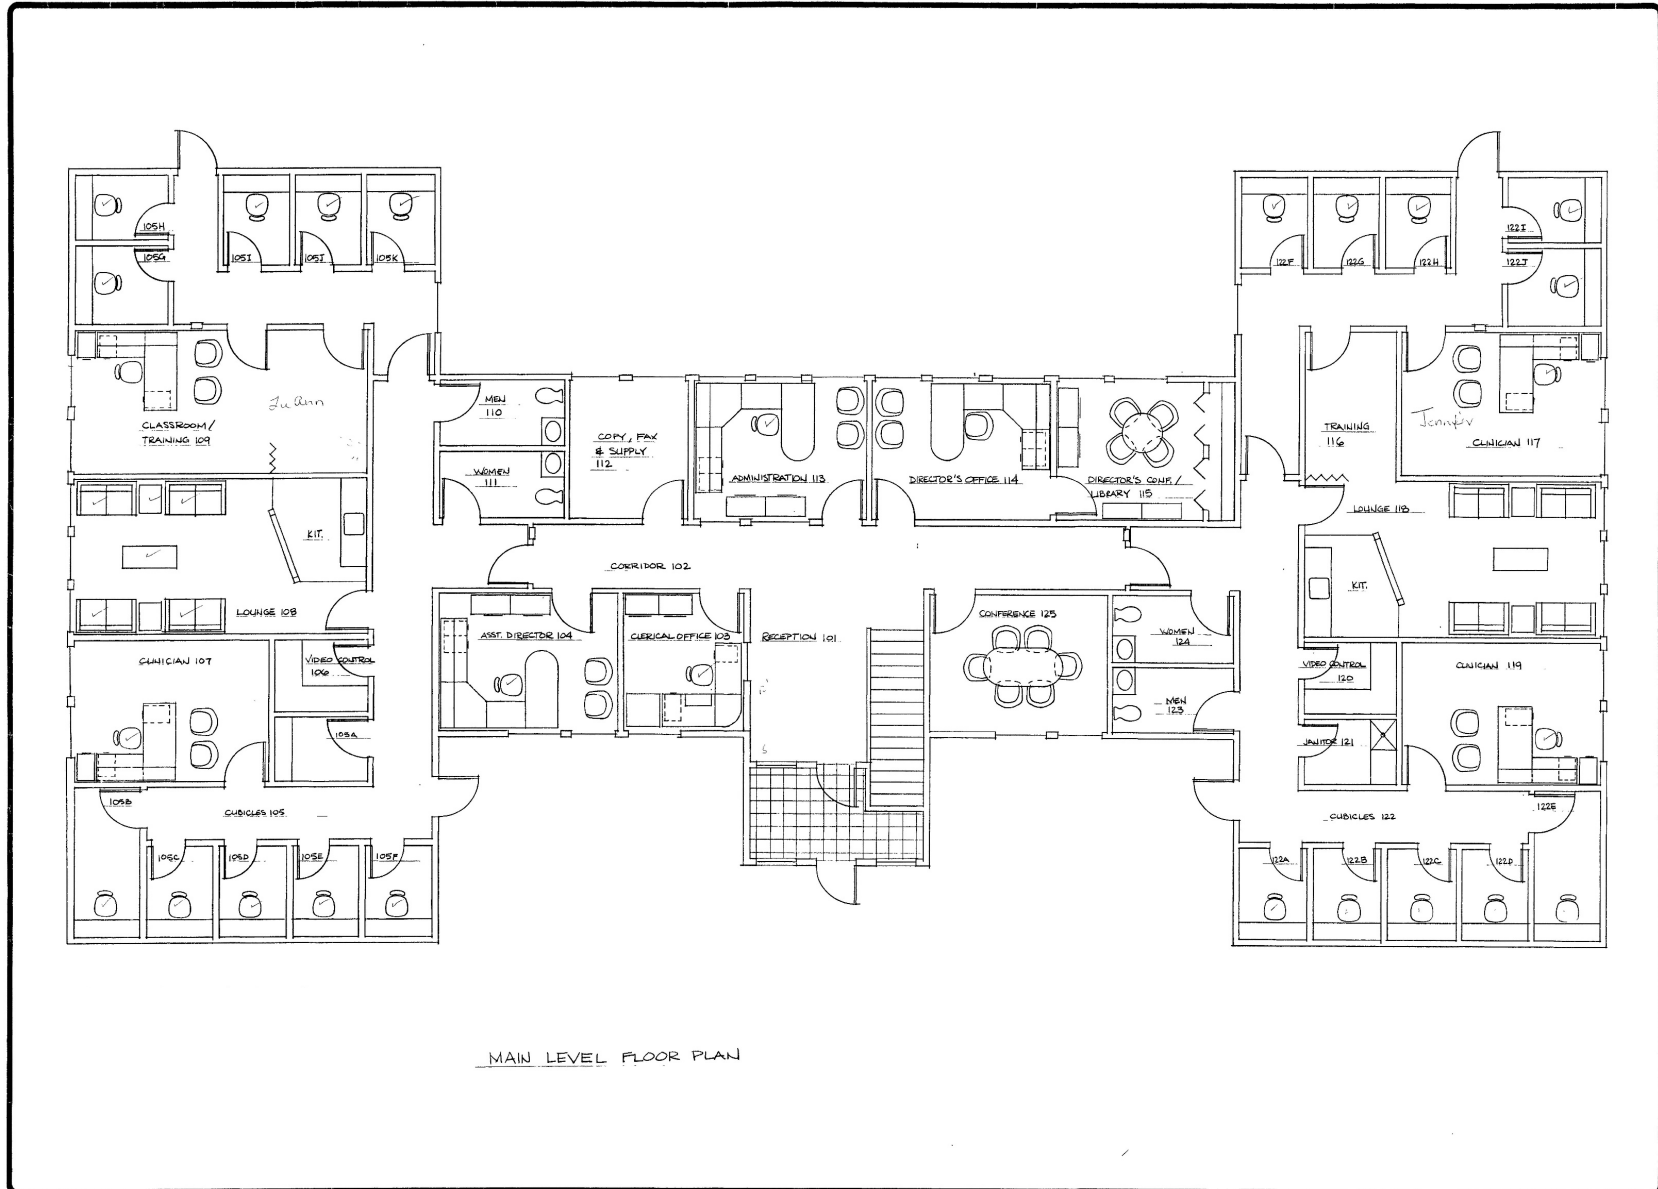 105H
105G
105I
105J
105K
CLASSROOM/
TRAINING 109
LOUNGE 108
KIT.
CLINICIAN 107
VIDEO CONTROL
106
105A
105B
CUBICLES 105
105C
105D
105E
105F
MEN
110
WOMEN
111
COPY, FAX
& SUPPLY
112
ADMINISTRATION 113
DIRECTOR'S OFFICE 114
DIRECTOR'S CONF./
LIBRARY 115
CORRIDOR 102
ASST. DIRECTOR 104
CLERICAL OFFICE 103
RECEPTION 101
CONFERENCE 125
WOMEN
124
MEN
123
122F
122G
122H
122I
122J
TRAINING
116
CLINICIAN 117
LOUNGE 118
KIT.
VIDEO CONTROL
120
JANITOR 121
CLINICIAN 119
122E
CUBICLES 122
122A
122B
122C
122D
MAIN LEVEL FLOOR PLAN